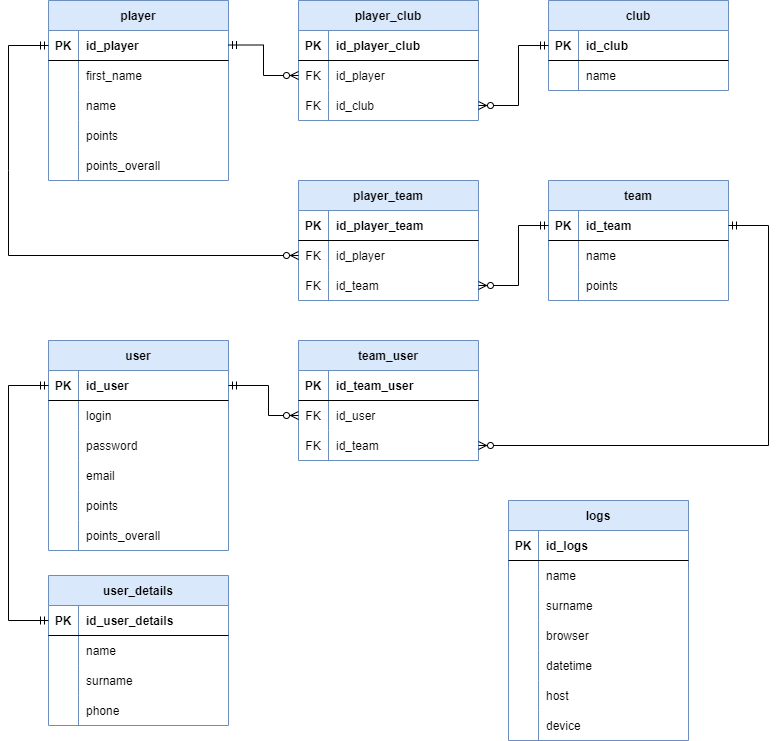 player
PK id_player
first_name
name
points
points_overall
player_club
PK id_player_club
FK id_player
FK id_club
club
PK id_club
name
player_team
PK id_player_team
FK id_player
FK id_team
team
PK id_team
name
points
user
PK id_user
login
password
email
points
points_overall
team_user
PK id_team_user
FK id_user
FK id_team
user_details
PK id_user_details
name
surname
phone
logs
PK id_logs
name
surname
browser
datetime
host
device